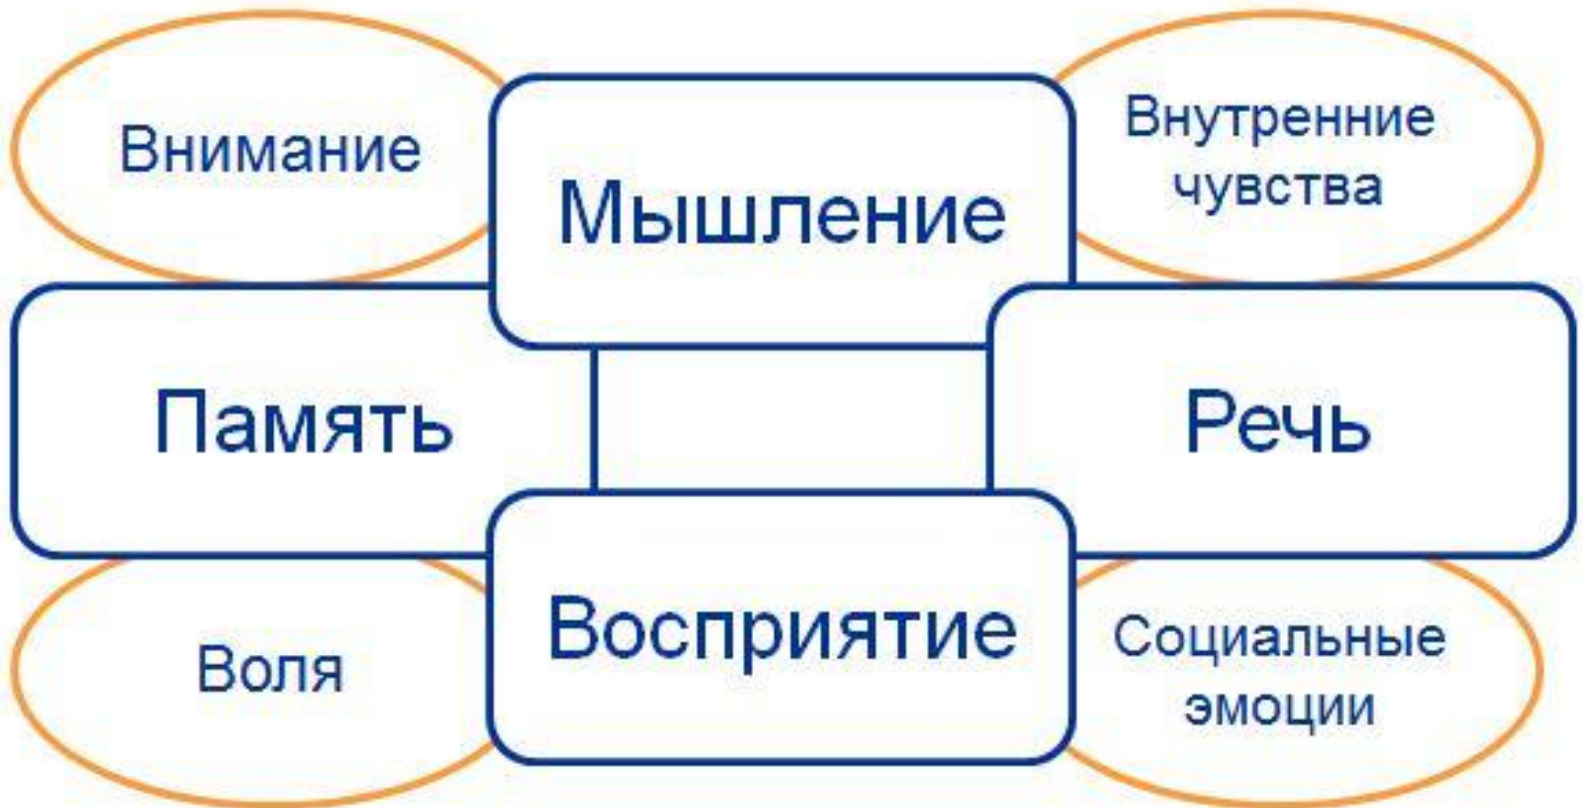 Внимание
Мышление
Внутренние
чувства
Память
Речь
Воля
Восприятие
Социальные
эмоции